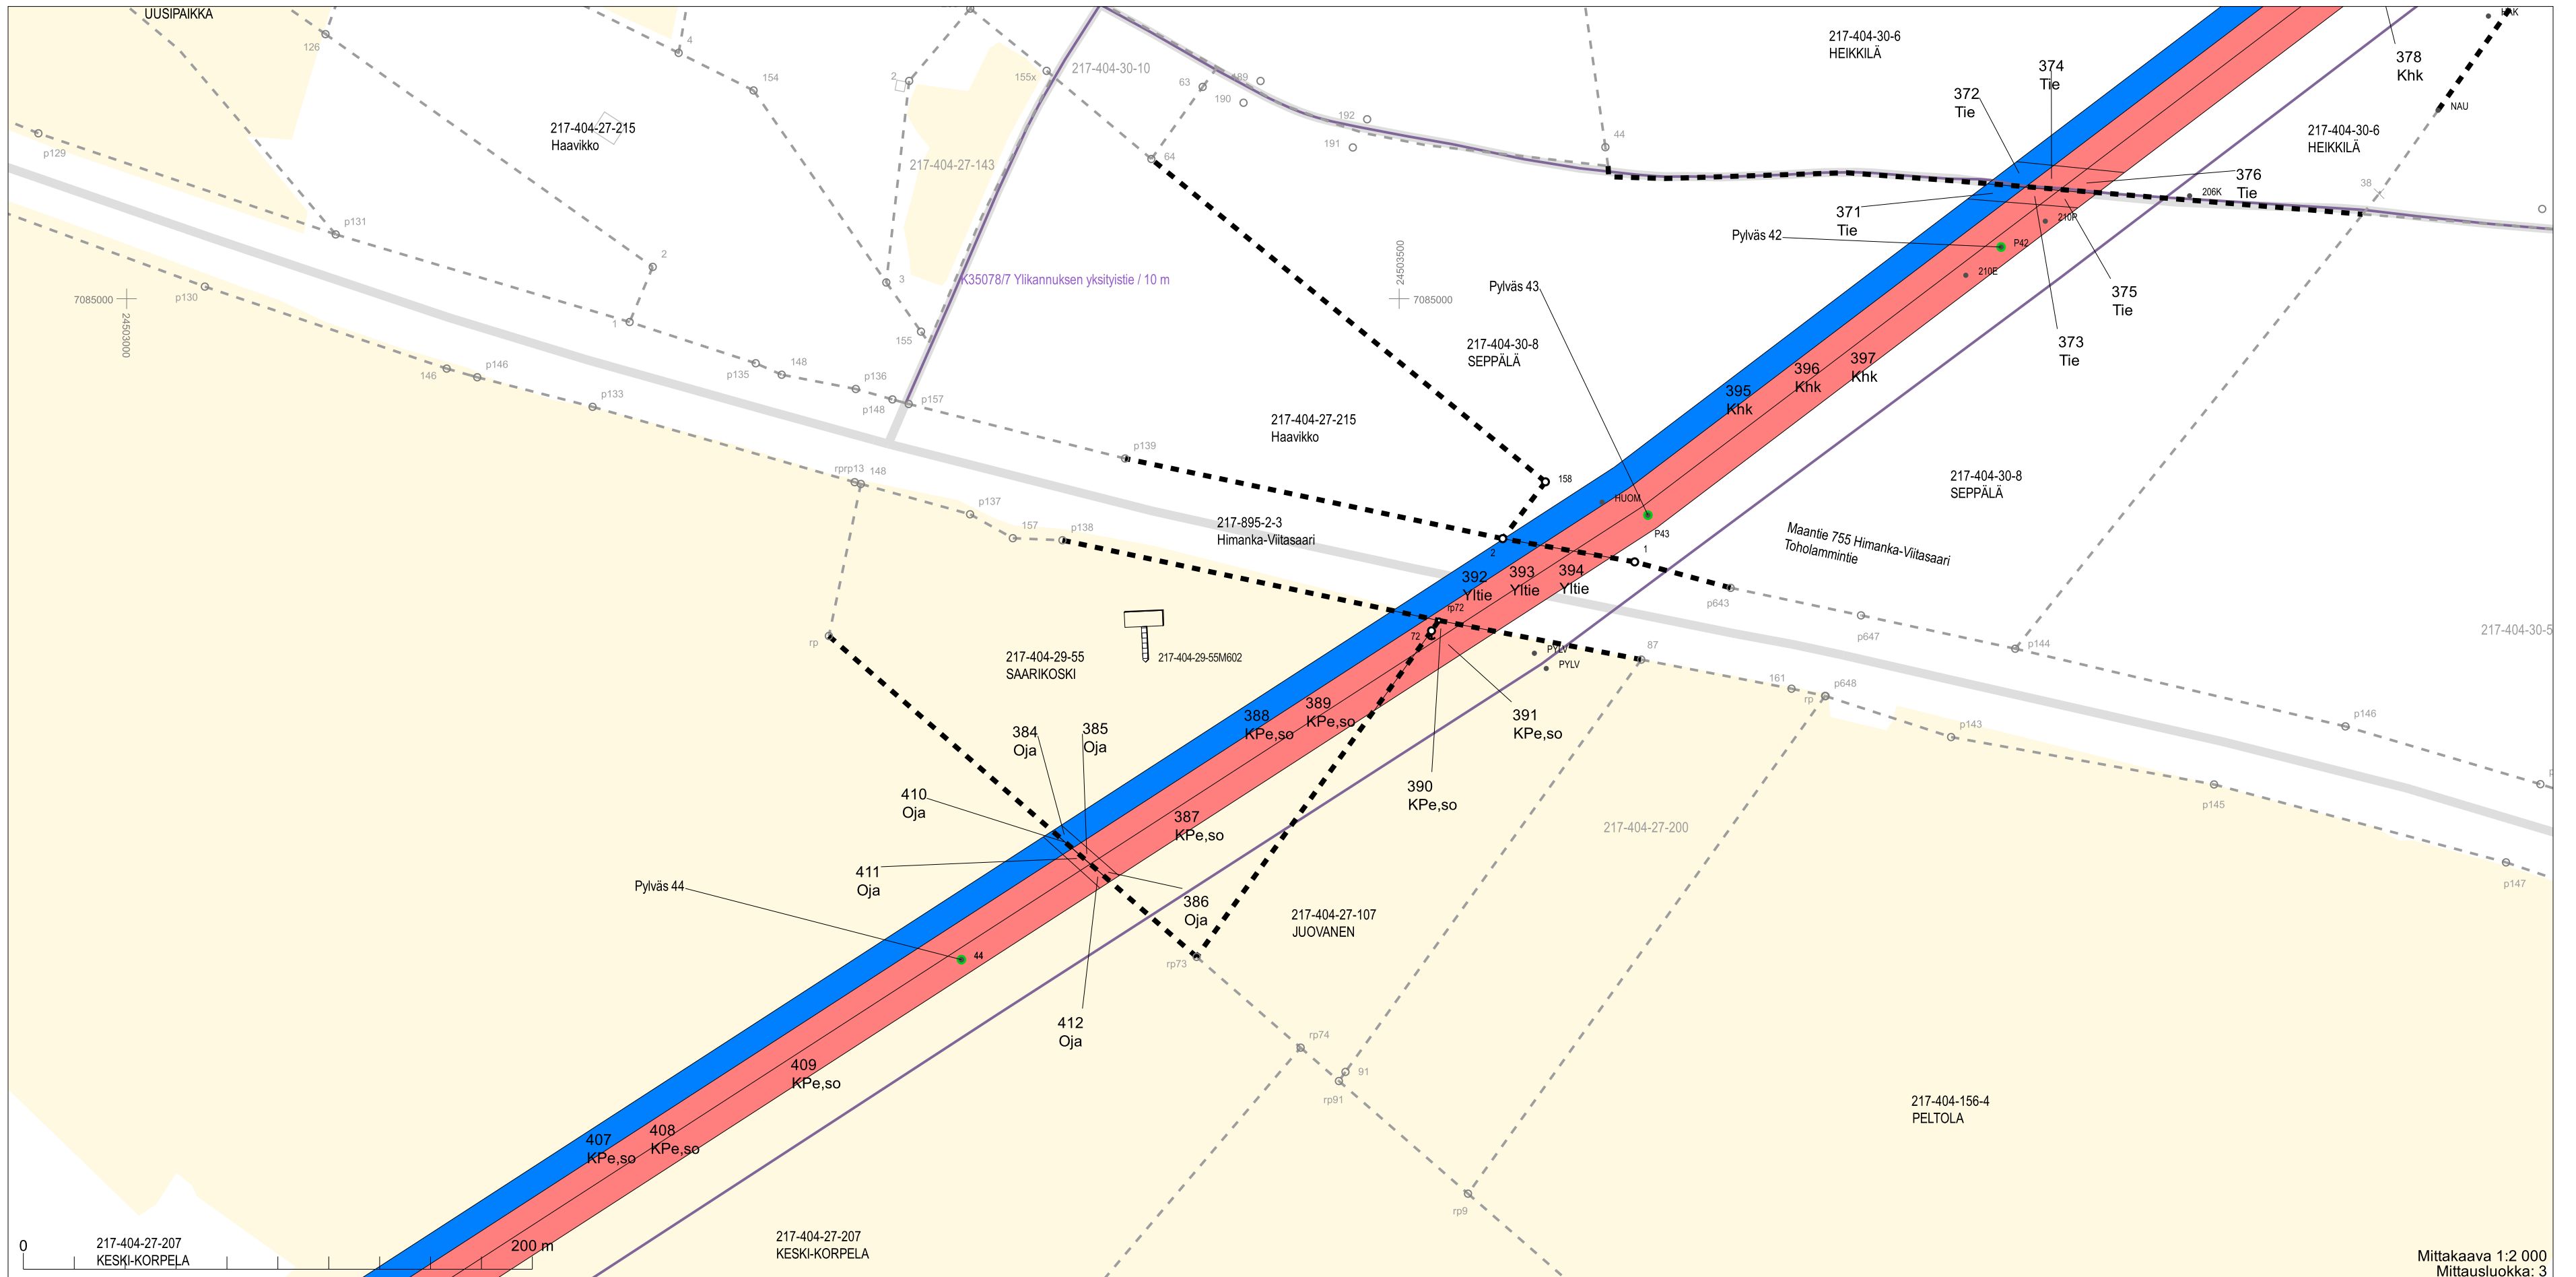 UUSIPAIKKA
126
4
154
2
155x
217-404-30-10
63
189
190
192
191
44
217-404-30-6
HEIKKILÄ
374
Tie
372
Tie
378
Khk
HAK
NAU
217-404-30-6
HEIKKILÄ
p129
217-404-27-215
Haavikko
217-404-27-143
64
376
Tie
38
206K
371
Tie
210P
Pylväs 42
P42
210E
p131
2
p130
7085000
24503000
3
K35078/7 Ylikannuksen yksityistie / 10 m
24503500
7085000
Pylväs 43
375
Tie
373
Tie
1
155
217-404-30-8
SEPPÄLÄ
397
Khk
396
Khk
395
Khk
146
p146
p135
148
p136
p148
p157
p133
217-404-27-215
Haavikko
p139
rprp13
148
158
HUOM
217-404-30-8
SEPPÄLÄ
p137
157
p138
217-895-2-3
Himanka-Viitasaari
P43
Maantie 755 Himanka-Viitasaari
Toholammintie
2
1
392
Yltie
393
Yltie
394
Yltie
p643
rp72
72
p647
217-404-30-5
rp
217-404-29-55
SAARIKOSKI
217-404-29-55M602
PYLV
PYLV
87
p144
161
rp
p648
388
KPe,so
389
KPe,so
391
KPe,so
384
Oja
385
Oja
p143
p146
390
KPe,so
410
Oja
387
KPe,so
217-404-27-200
p145
411
Oja
Pylväs 44
386
Oja
217-404-27-107
JUOVANEN
p147
44
rp73
412
Oja
rp74
91
rp91
409
KPe,so
217-404-156-4
PELTOLA
407
KPe,so
408
KPe,so
rp9
0
200 m
217-404-27-207
KESKI-KORPELA
217-404-27-207
KESKI-KORPELA
Mittakaava 1:2 000
Mittausluokka: 3